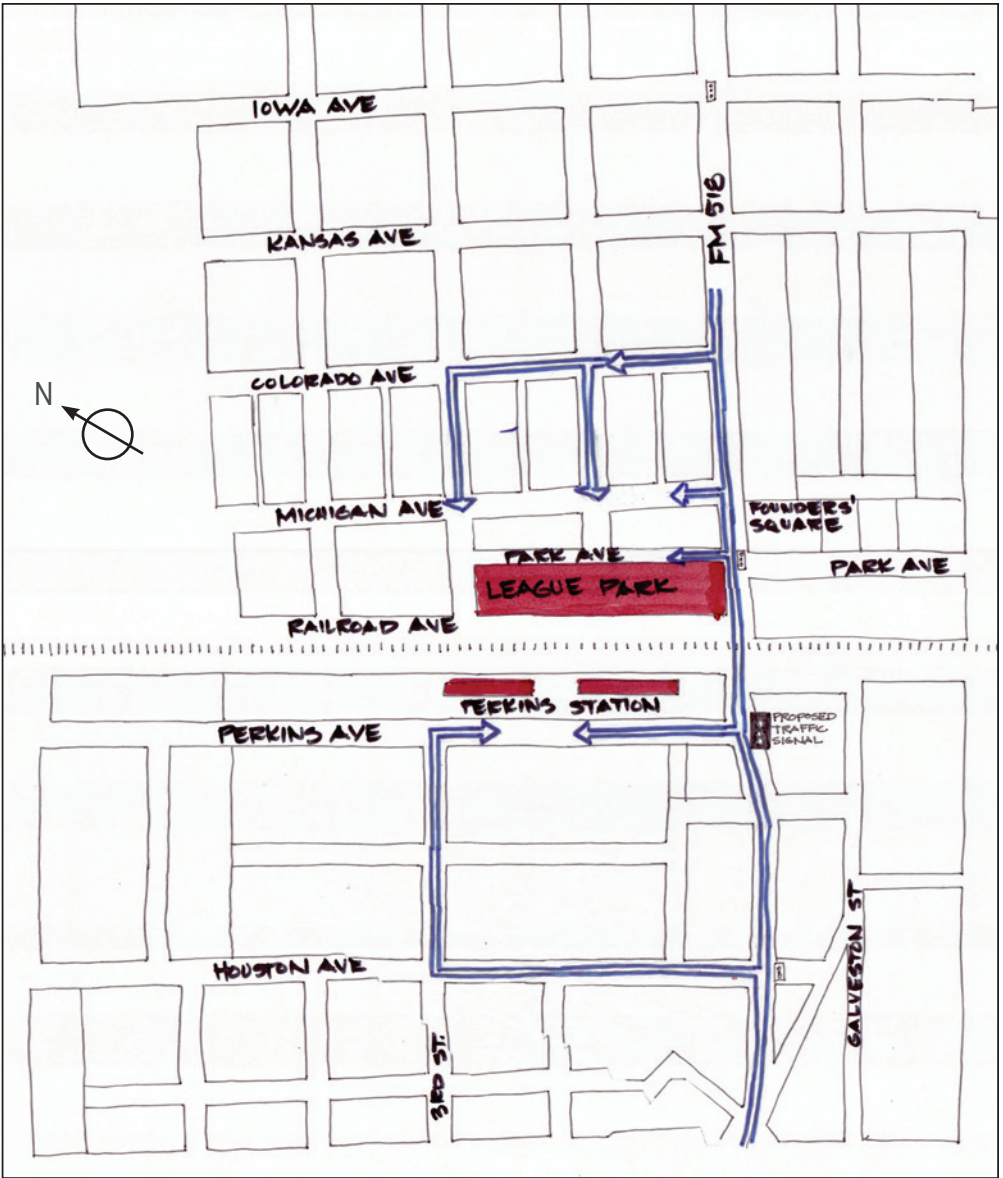 IOWA AVE
FM 518
KANSAS AVE
COLORADO AVE
N
MICHIGAN AVE
FOUNDERS'
SQUARE
PARK AVE
PARK AVE
LEAGUE PARK
RAILROAD AVE
PERKINS STATION
PERKINS AVE
PROPOSED
TRAFFIC
SIGNAL
HOUSTON AVE
GALVESTON ST
3RD ST.